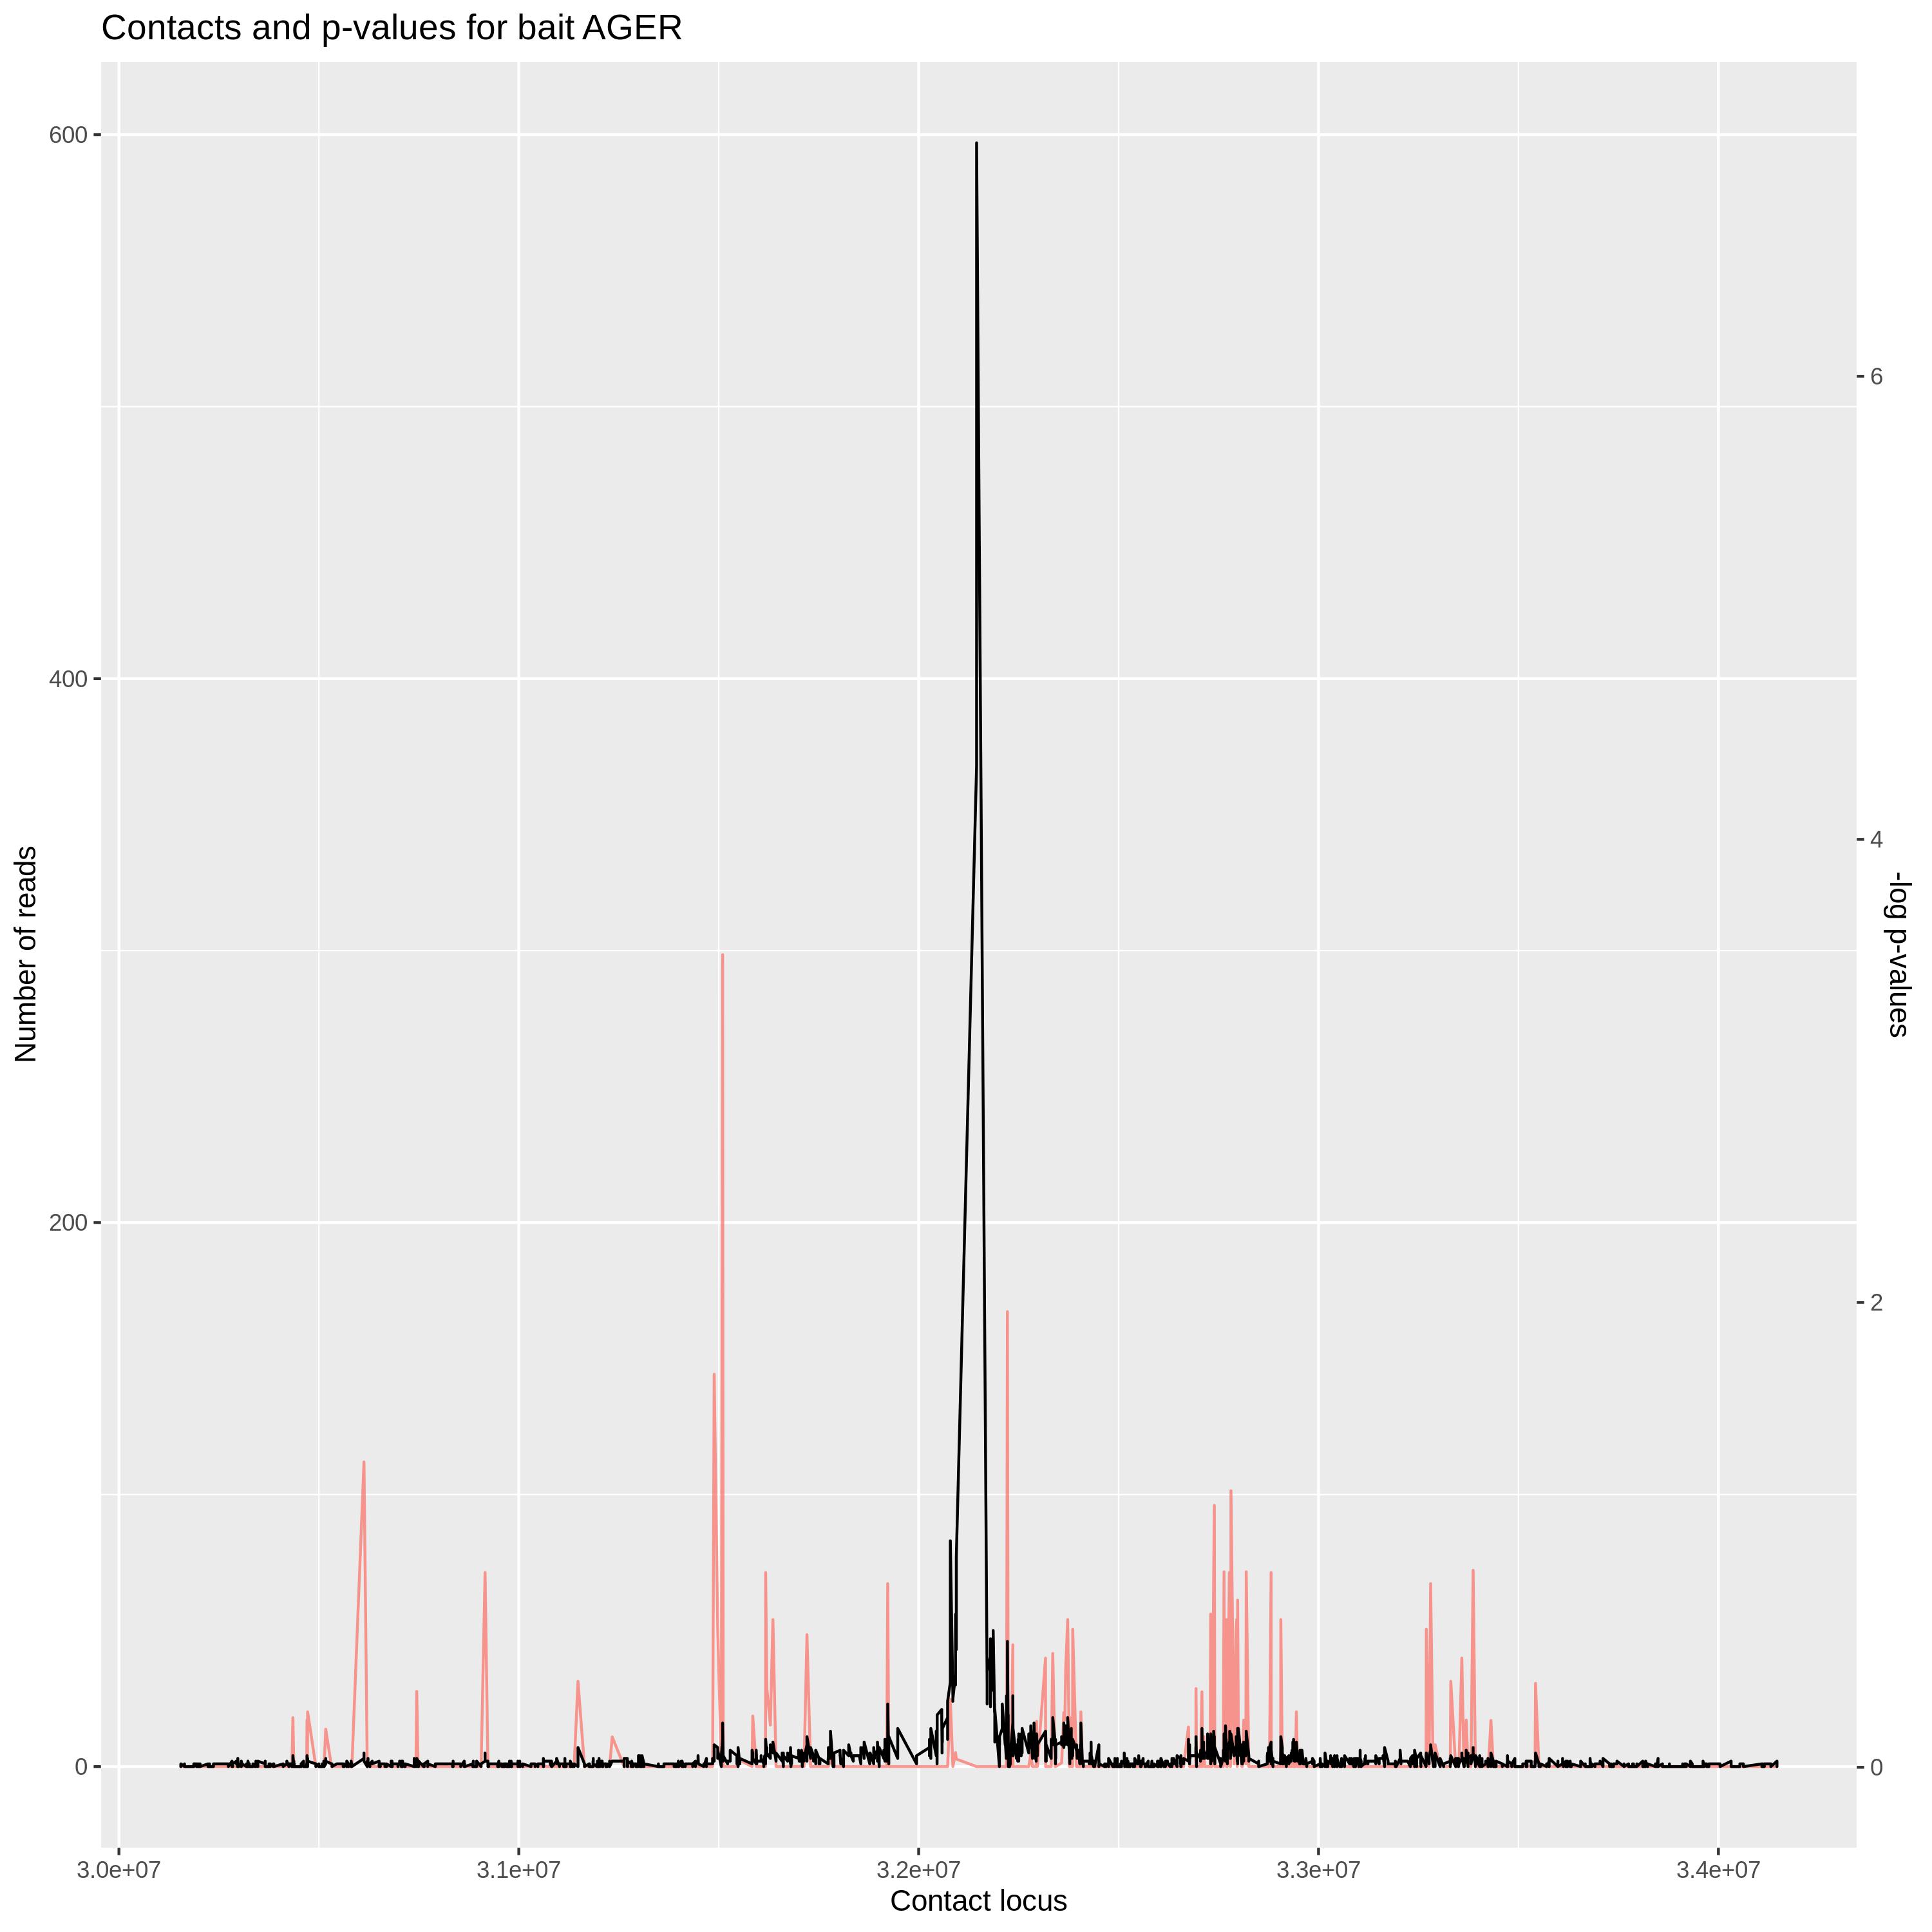 Contacts and p-values for bait AGER
600
400
200
0
Number of reads
6
4
2
0
-log p-values
3.0e+07 3.1e+07 3.2e+07 3.3e+07 3.4e+07
Contact locus